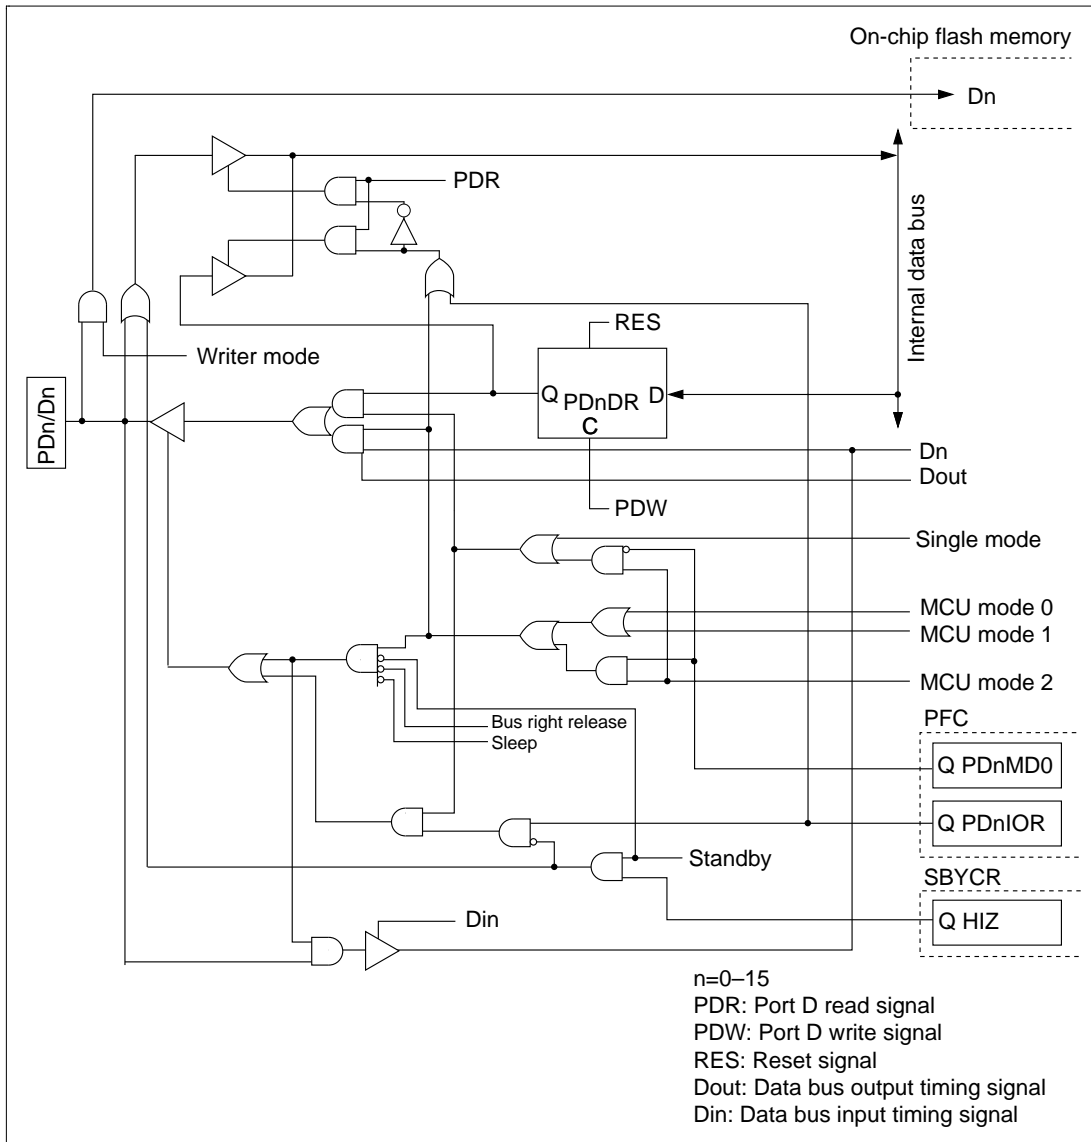 On-chip flash memory
Dn
PDR
Internal data bus
RES
Writer mode
PDn/Dn
Q PDnDR D
C
Dn
Dout
PDW
Single mode
MCU mode 0
MCU mode 1
MCU mode 2
Bus right release
Sleep
PFC
Q PDnMD0
Q PDnIOR
Standby
SBYCR
Q HIZ
Din
n=0–15
PDR: Port D read signal
PDW: Port D write signal
RES: Reset signal
Dout: Data bus output timing signal
Din: Data bus input timing signal